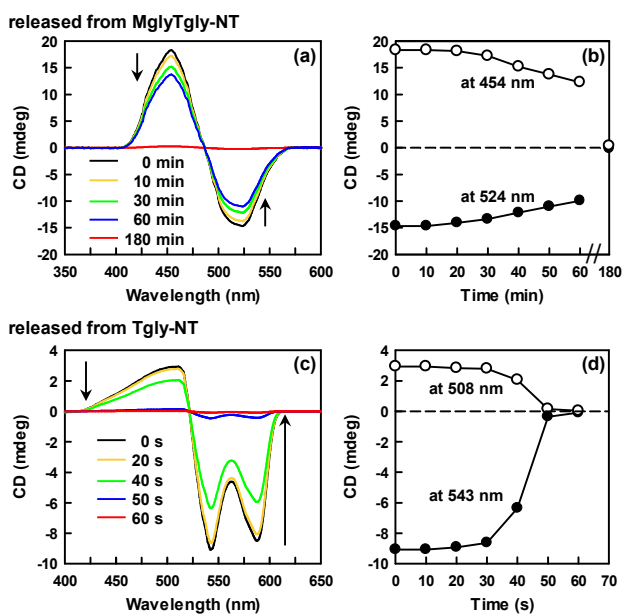 released from MglyTgly-NT
(a)
CD (mdeg)
20
15
10
5
0
-5
-10
-15
-20
0 min
10 min
30 min
60 min
180 min
350 400 450 500 550 600
Wavelength (nm)
(b)
CD (mdeg)
20
15
10
5
0
-5
-10
-15
-20
at 454 nm
at 524 nm
0 10 20 30 40 50 60 // 180
Time (min)
released from Tgly-NT
(c)
CD (mdeg)
4
2
0
-2
-4
-6
-8
-10
0 s
20 s
40 s
50 s
60 s
400 450 500 550 600 650
Wavelength (nm)
(d)
CD (mdeg)
4
2
0
-2
-4
-6
-8
-10
at 508 nm
at 543 nm
0 10 20 30 40 50 60 70
Time (s)